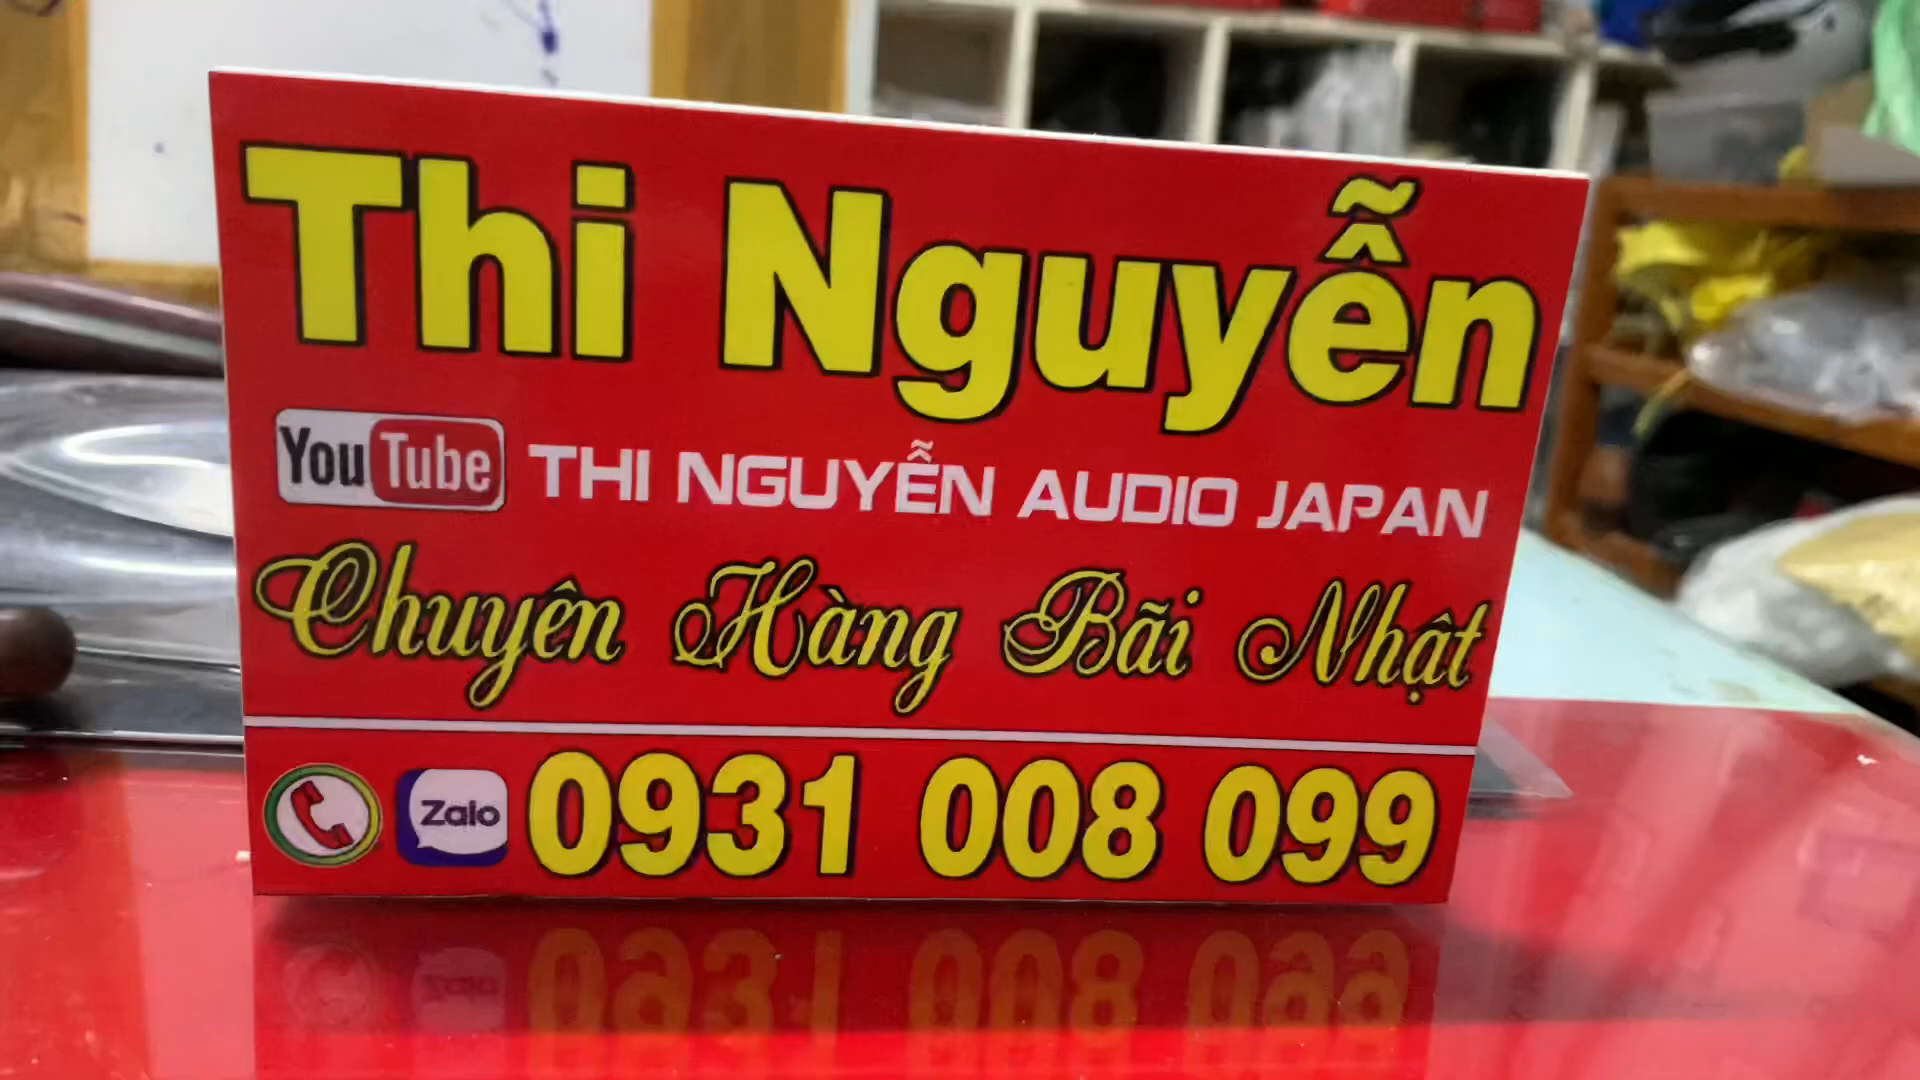 Thi Nguyễn
YouTube THI NGUYỄN AUDIO JAPAN
Chuyên Hàng Bãi Nhật
Zalo 0931 008 099